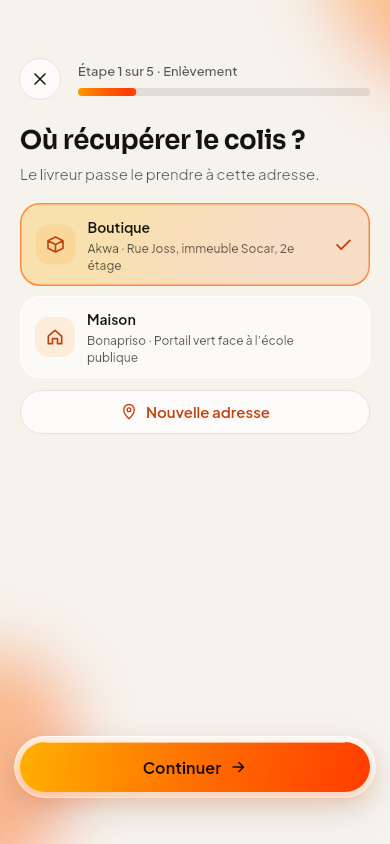 Étape 1 sur 5 · Enlèvement
Où récupérer le colis ?
Le livreur passe le prendre à cette adresse.
Boutique
Akwa · Rue Joss, immeuble Socar, 2e
étage
Maison
Bonapriso · Portail vert face à l'école
publique
Nouvelle adresse
Continuer